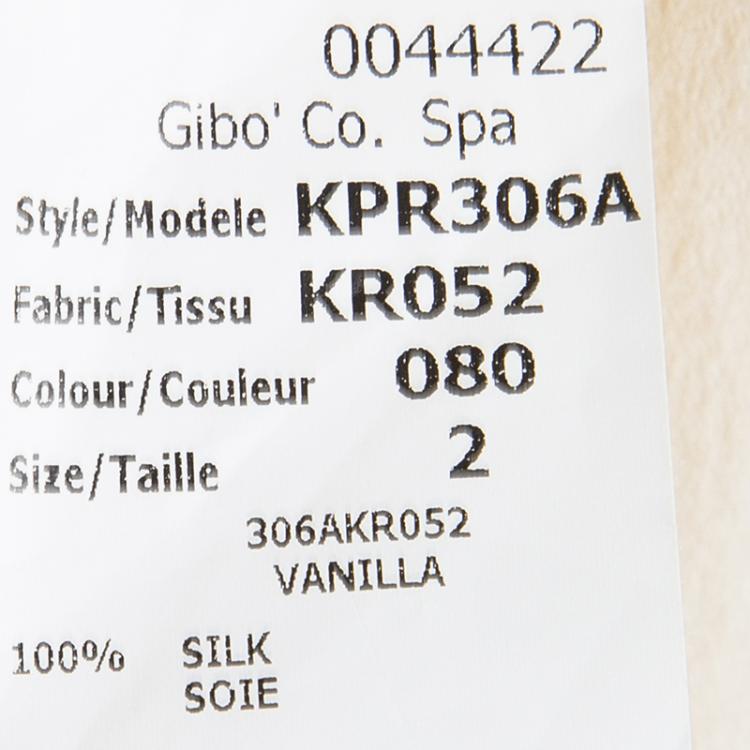 0044422
Gibo' Co. Spa
Style/Modele KPR306A
Fabric/Tissu KR052
Colour/Couleur 080
Size/Taille 2
306AKR052
VANILLA
100% SILK
SOIE